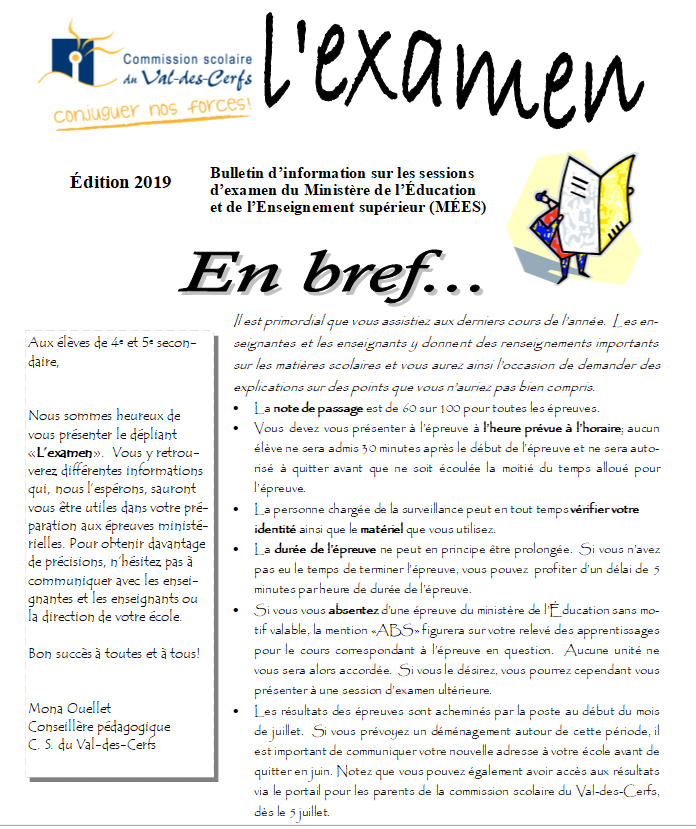 Commission scolaire
du Val-des-Cerfs
conjuguer nos forces!
l'examen
Édition 2019
Bulletin d'information sur les sessions
d'examen du Ministère de l'Éducation
et de l'Enseignement supérieur (MÉES)
En bref...
Aux élèves de 4e et 5e secon-
daire,
Nous sommes heureux de
vous présenter le dépliant
«L'examen». Vous y retrou-
verez différentes informations
qui, nous l'espérons, sauront
vous être utiles dans votre pré-
paration aux épreuves ministé-
rielles. Pour obtenir davantage
de précisions, n'hésitez pas à
communiquer avec les ensei-
gnantes et les enseignants ou
la direction de votre école.
Bon succès à toutes et à tous!
Mona Ouellet
Conseillère pédagogique
C. S. du Val-des-Cerfs
Il est primordial que vous assistiez aux derniers cours de l'année. Les en-
seignantes et les enseignants y donnent des renseignements importants
sur les matières scolaires et vous aurez ainsi l'occasion de demander des
explications sur des points que vous n'auriez pas bien compris.
• La note de passage est de 60 sur 100 pour toutes les épreuves.
• Vous devez vous présenter à l'épreuve à l'heure prévue à l'horaire; aucun
élève ne sera admis 30 minutes après le début de l'épreuve et ne sera auto-
risé à quitter avant que ne soit écoulée la moitié du temps alloué pour
l'épreuve.
• La personne chargée de la surveillance peut en tout temps vérifier votre
identité ainsi que le matériel que vous utilisez.
• La durée de l'épreuve ne peut en principe être prolongée. Si vous n'avez
pas eu le temps de terminer l'épreuve, vous pouvez profiter d'un délai de 5
minutes par heure de durée de l'épreuve.
• Si vous vous absentez d'une épreuve du ministère de l'Éducation sans mo-
tif valable, la mention «ABS» figurera sur votre relevé des apprentissages
pour le cours correspondant à l'épreuve en question. Aucune unité ne
vous sera alors accordée. Si vous le désirez, vous pourrez cependant vous
présenter à une session d'examen ultérieure.
• Les résultats des épreuves sont acheminés par la poste au début du mois
de juillet. Si vous prévoyez un déménagement autour de cette période, il
est important de communiquer votre nouvelle adresse à votre école avant de
quitter en juin. Notez que vous pouvez également avoir accès aux résultats
via le portail pour les parents de la commission scolaire du Val-des-Cerfs,
dès le 5 juillet.